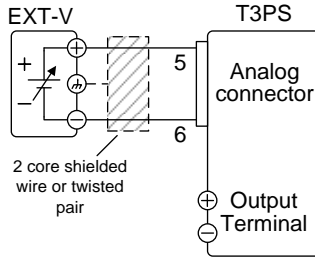 EXT-V
T3PS
5
Analog
connector
6
2 core shielded
wire or twisted
pair
Output
Terminal